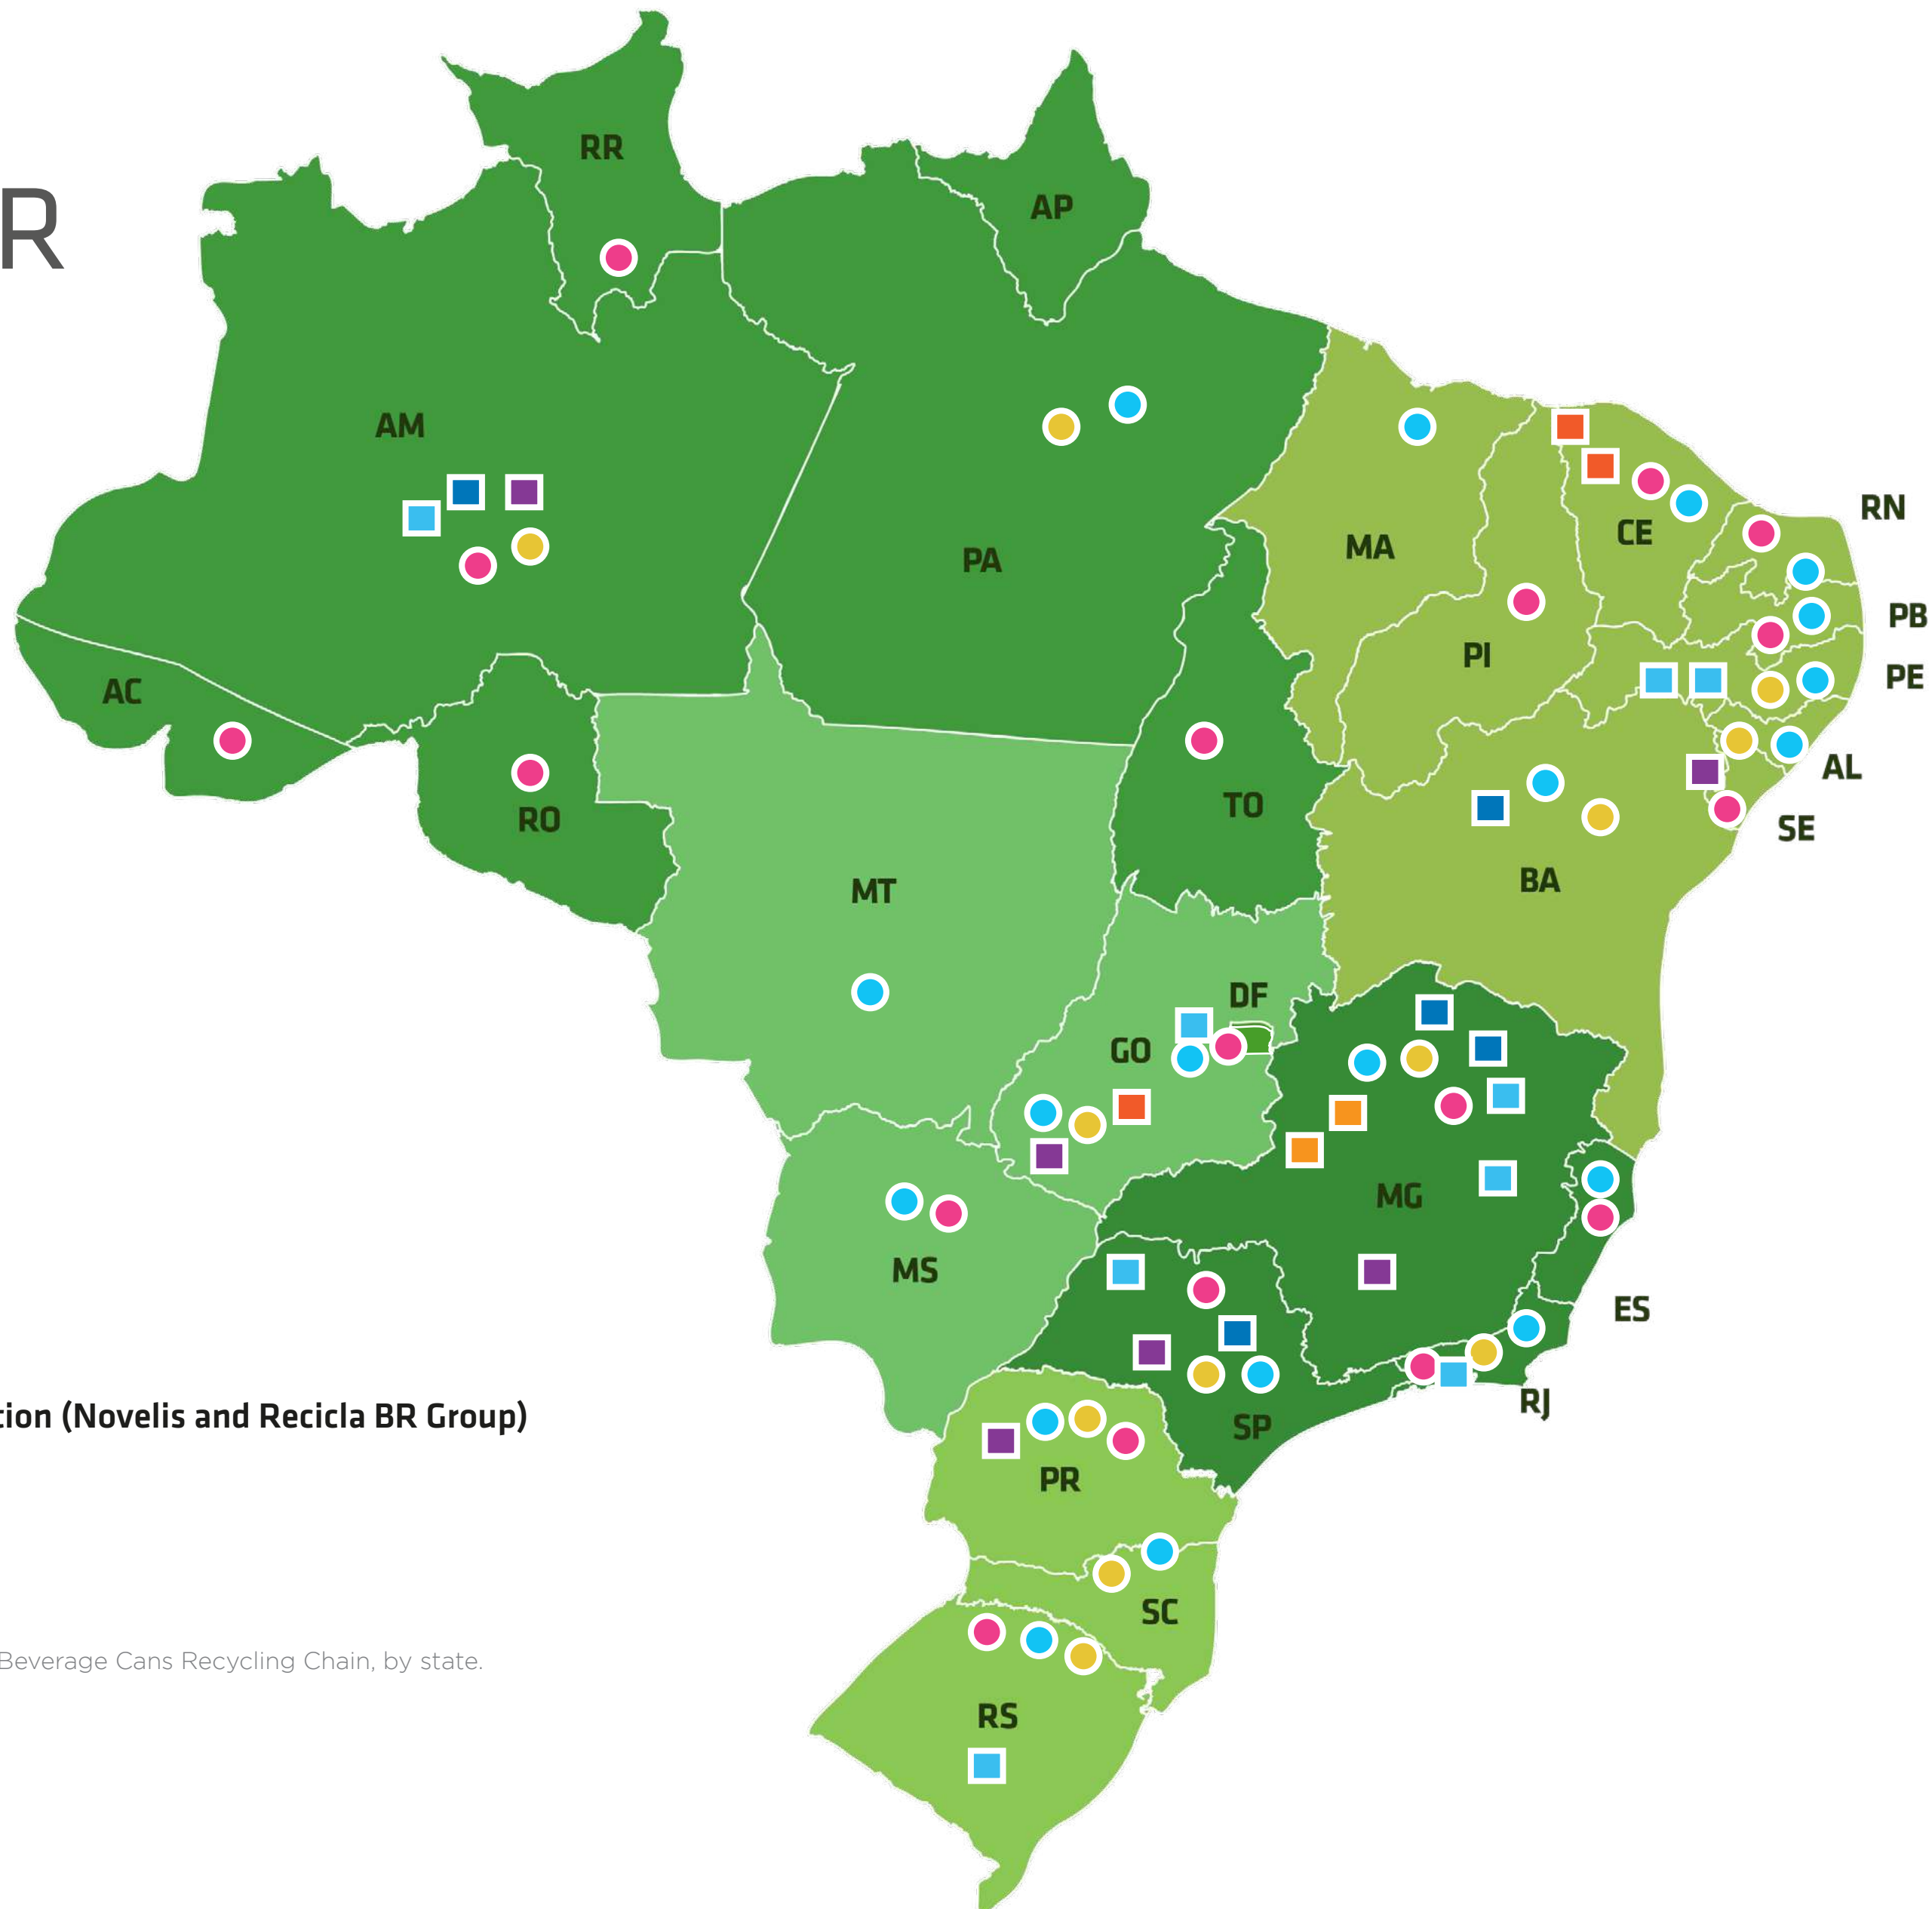 R
RR
AP
AM
RN
CE
MA
PA
PB
PI
PE
AC
AL
TO
RO
SE
BA
MT
DF
GO
MG
MS
ES
RJ
tion (Novelis and Recicla BR Group)
SP
PR
SC
Beverage Cans Recycling Chain, by state.
RS